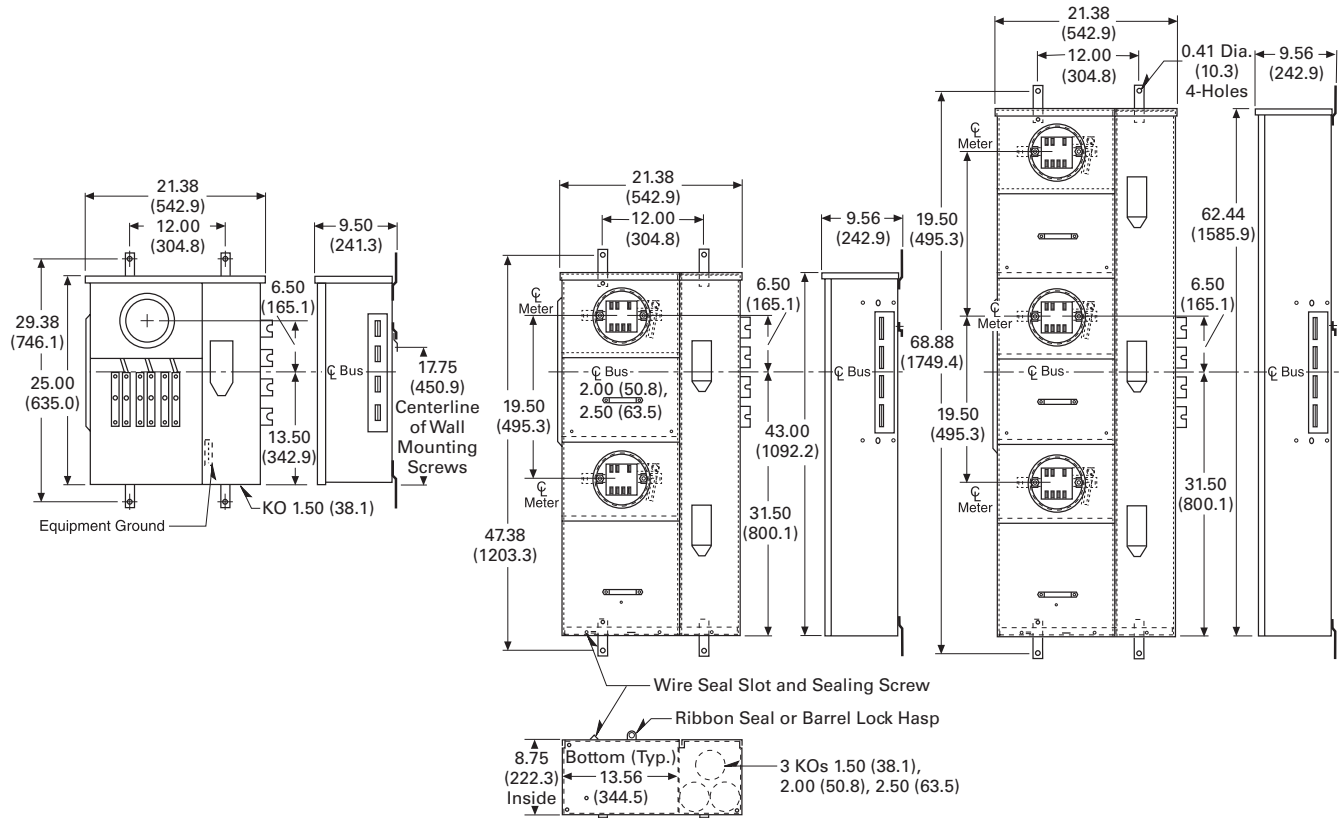 21.38
(542.9)
12.00
(304.8)
9.50
(241.3)
6.50
(165.1)
29.38
(746.1)
25.00
(635.0)
℄ Bus
17.75
(450.9)
Centerline
of Wall
Mounting
Screws
13.50
(342.9)
KO 1.50 (38.1)
Equipment Ground
21.38
(542.9)
12.00
(304.8)
9.56
(242.9)
℄
Meter
6.50
(165.1)
℄ Bus
2.00 (50.8),
2.50 (63.5)
℄ Bus
19.50
(495.3)
43.00
(1092.2)
℄
Meter
31.50
(800.1)
47.38
(1203.3)
21.38
(542.9)
12.00
(304.8)
0.41 Dia.
(10.3)
4-Holes
9.56
(242.9)
℄
Meter
19.50
(495.3)
62.44
(1585.9)
℄
Meter
6.50
(165.1)
68.88
(1749.4)
℄ Bus
℄ Bus
19.50
(495.3)
℄
Meter
31.50
(800.1)
Wire Seal Slot and Sealing Screw
Ribbon Seal or Barrel Lock Hasp
8.75
(222.3)
Inside
Bottom (Typ.)
13.56
(344.5)
3 KOs 1.50 (38.1),
2.00 (50.8), 2.50 (63.5)